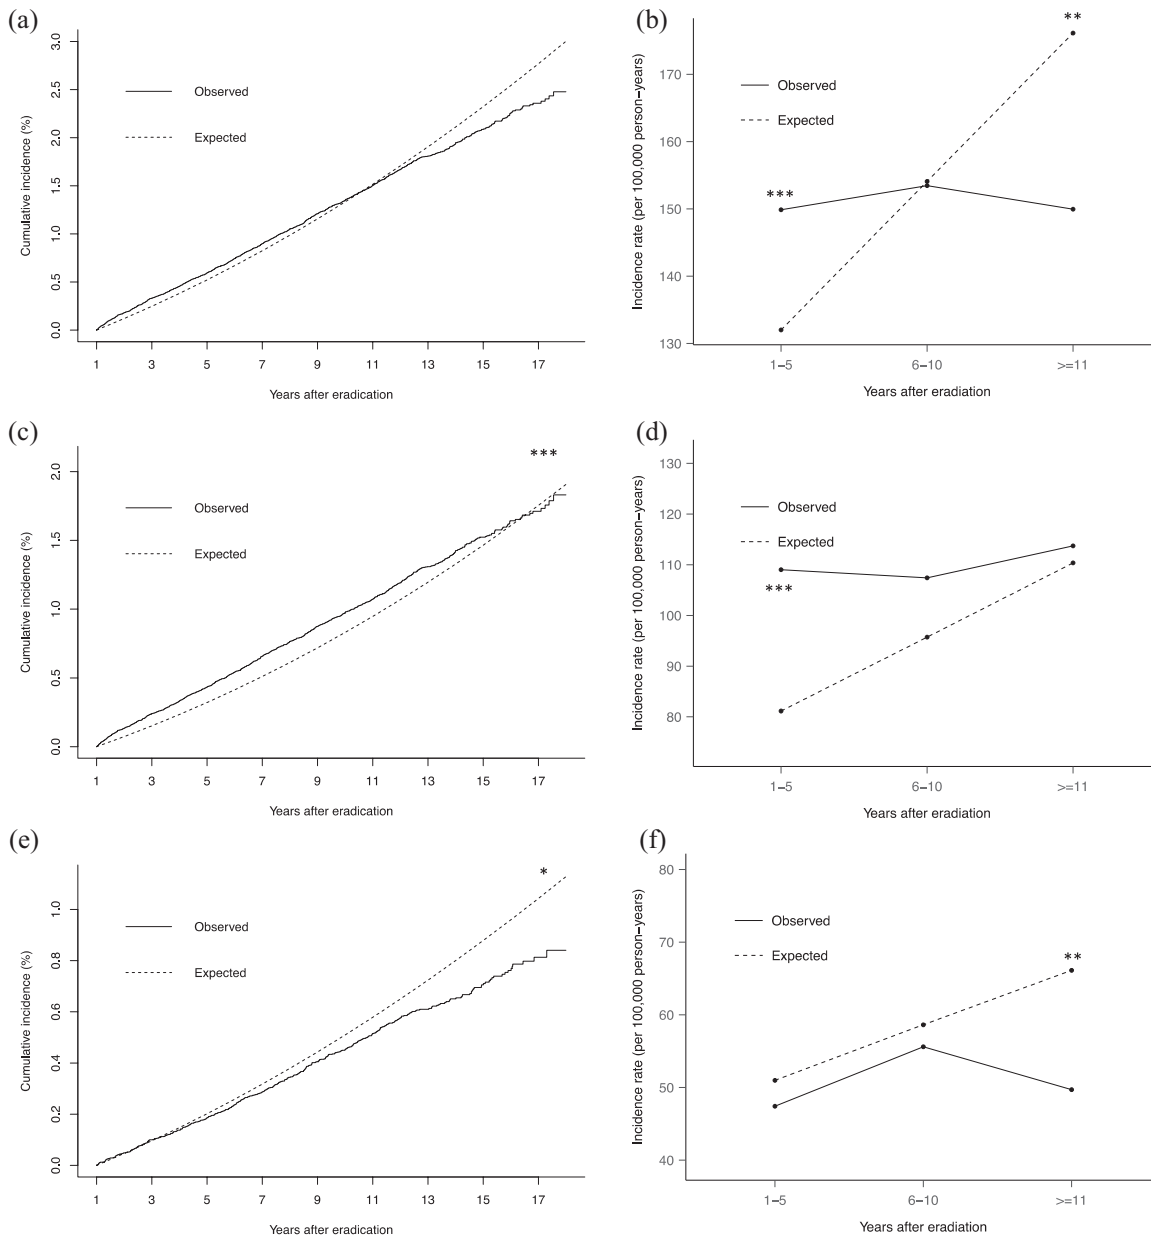 (a)
Cumulative incidence (%)
3.0
2.5
2.0
1.5
1.0
0.5
0.0
Observed
Expected
1 3 5 7 9 11 13 15 17
Years after eradication
(b)
Incidence rate (per 100,000 person–years)
170
160
150
140
130
Observed
Expected
***
**
1–5 6–10 >=11
Years after eradiation
(c)
Cumulative incidence (%)
2.0
1.5
1.0
0.5
0.0
Observed
Expected
***
1 3 5 7 9 11 13 15 17
Years after eradication
(d)
Incidence rate (per 100,000 person–years)
130
120
110
100
90
80
Observed
Expected
***
1–5 6–10 >=11
Years after eradiation
(e)
Cumulative incidence (%)
1.0
0.8
0.6
0.4
0.2
0.0
Observed
Expected
*
1 3 5 7 9 11 13 15 17
Years after eradication
(f)
Incidence rate (per 100,000 person–years)
80
70
60
50
40
Observed
Expected
**
1–5 6–10 >=11
Years after eradiation